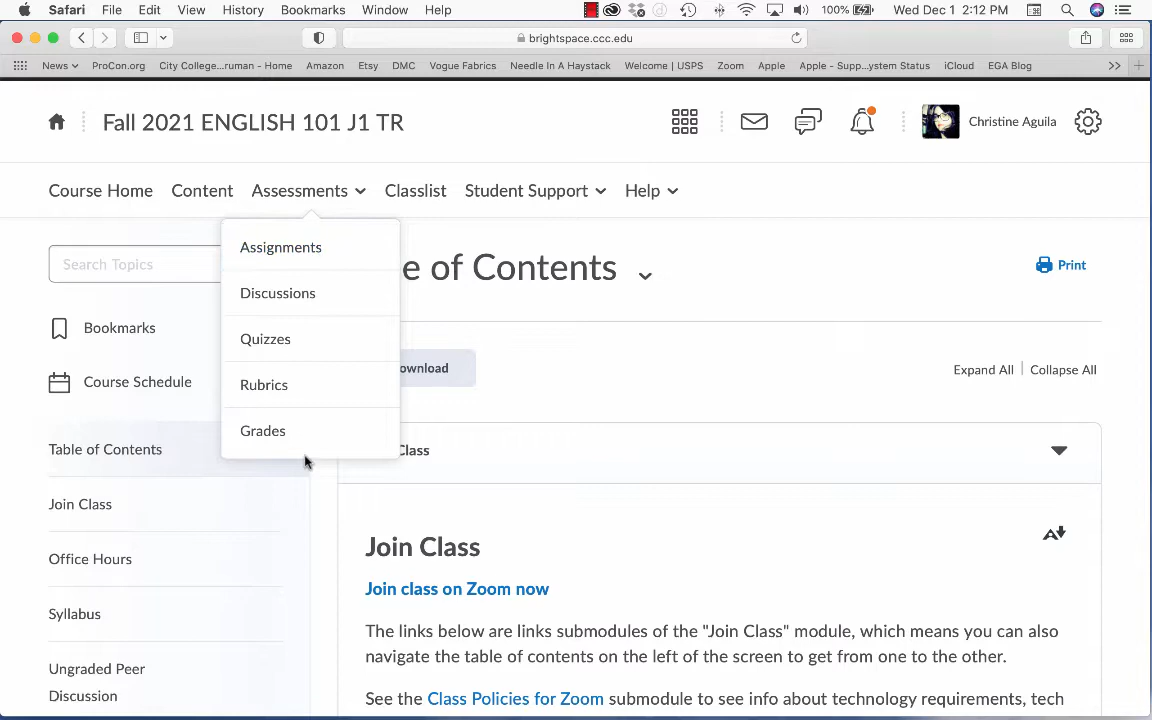 Safari File Edit View History Bookmarks Window Help 100% Wed Dec 1 2:12 PM
brightspace.ccc.edu
News ProCon.org City College...ruman - Home Amazon Etsy DMC Vogue Fabrics Needle In A Haystack Welcome | USPS Zoom Apple Apple - Supp...ystem Status iCloud EGA Blog >>
Fall 2021 ENGLISH 101 J1 TR Christine Aguila
Course Home Content Assessments Classlist Student Support Help
Assignments
Discussions
Quizzes
Rubrics
Grades
Search Topics
Bookmarks
Course Schedule
Table of Contents
Join Class
Office Hours
Syllabus
Ungraded Peer
Discussion
e of Contents
Print
ownload
Expand All | Collapse All
Class
Join Class
Join class on Zoom now
The links below are links submodules of the "Join Class" module, which means you can also
navigate the table of contents on the left of the screen to get from one to the other.
See the Class Policies for Zoom submodule to see info about technology requirements, tech